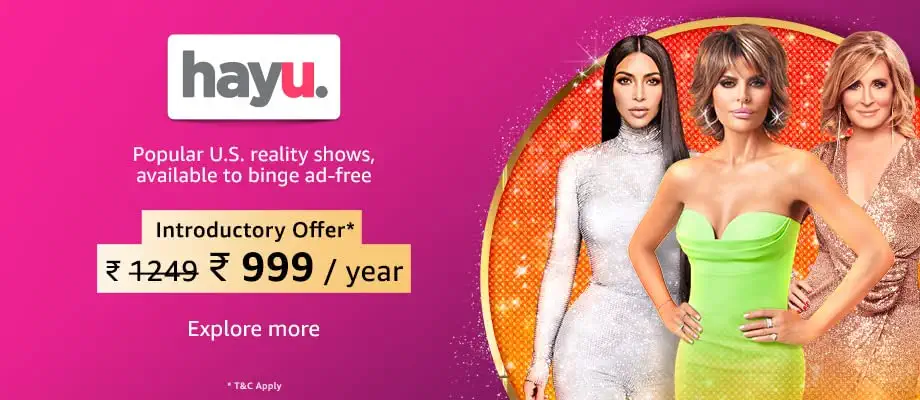 hayu.
Popular U.S. reality shows,
available to binge ad-free
Introductory Offer*
₹ 1249 ₹ 999 / year
Explore more
* T&C Apply